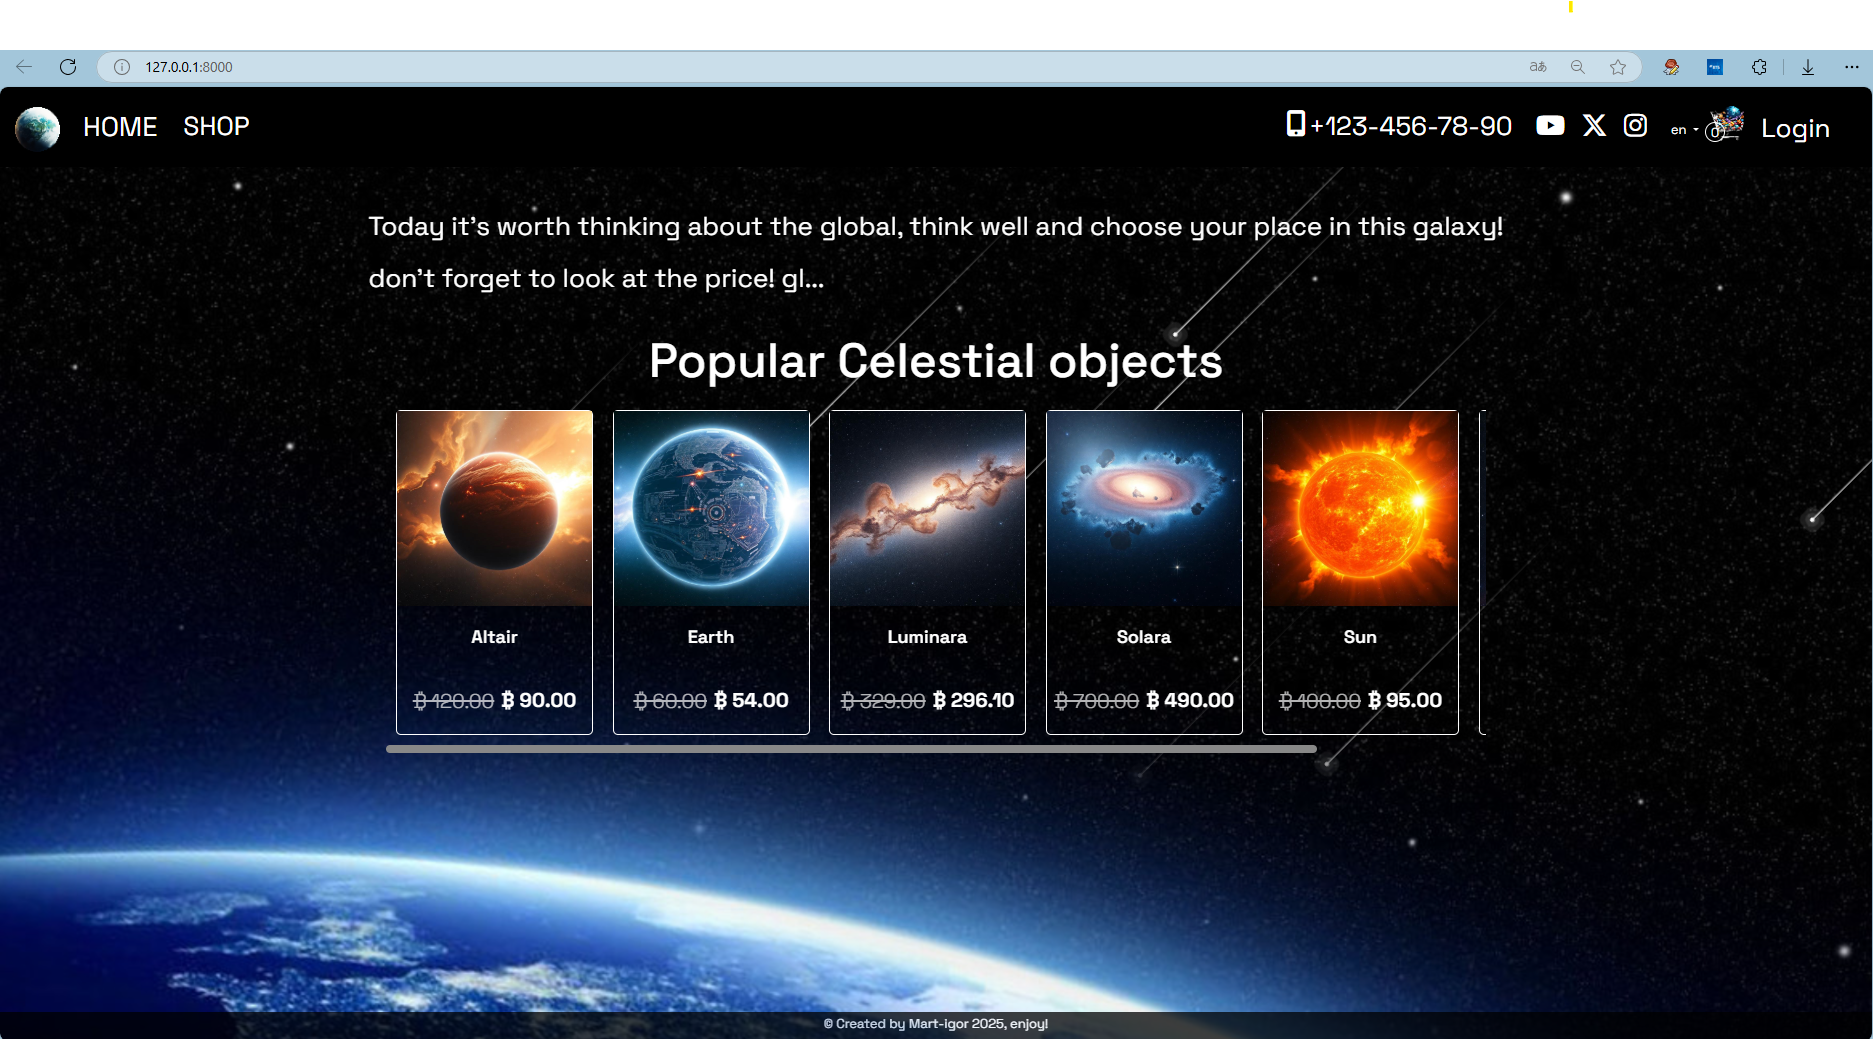 127.0.0.1:8000
HOME SHOP +123-456-78-90 en 0 Login
Today it's worth thinking about the global, think well and choose your place in this galaxy!
don't forget to look at the price! gl...
Popular Celestial objects
Altair
₿ 120.00 ₿ 90.00
Earth
₿ 60.00 ₿ 54.00
Luminara
₿ 329.00 ₿ 296.10
Solara
₿ 700.00 ₿ 490.00
Sun
₿ 100.00 ₿ 95.00
© Created by Mart-igor 2025, enjoy!